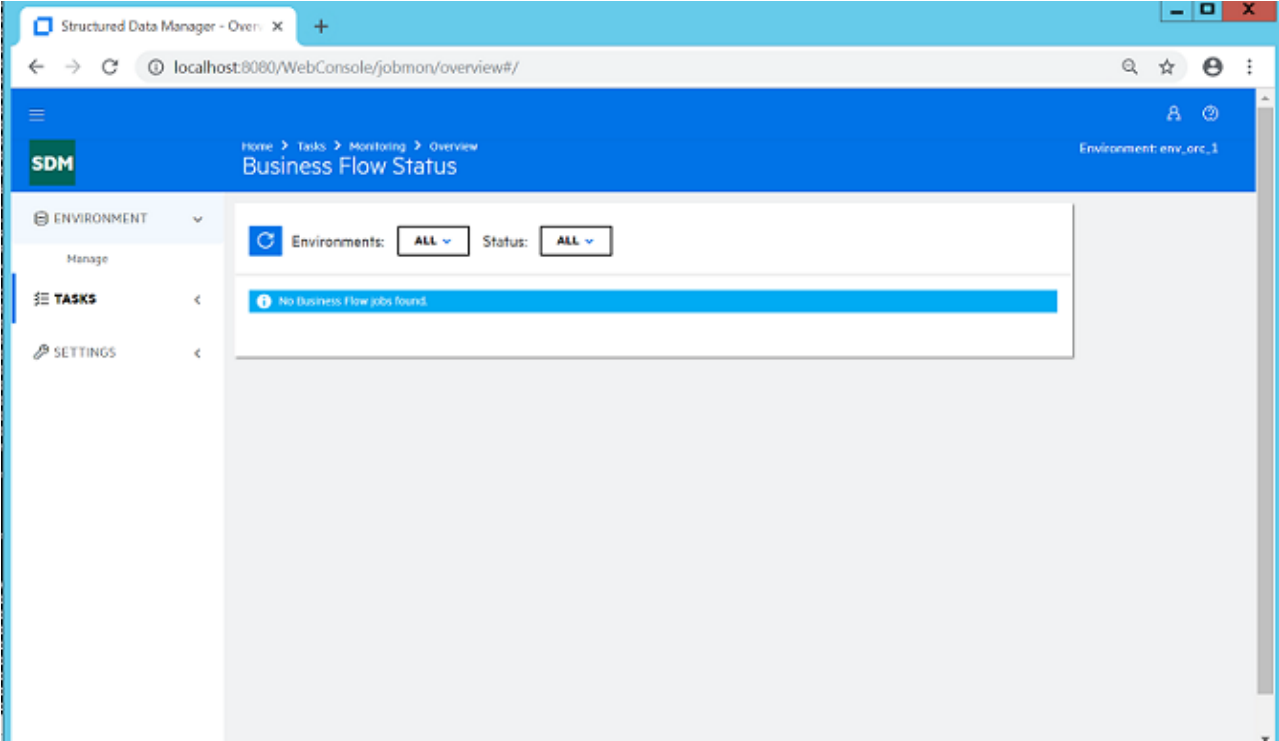 Structured Data Manager - Over
localhost:8080/WebConsole/jobmon/overview#/
Home > Tasks > Monitoring > Overview
SDM
Business Flow Status
Environment: env_orc_1
ENVIRONMENT
Manage
TASKS
SETTINGS
Environments: ALL Status: ALL
No Business Flow jobs found.